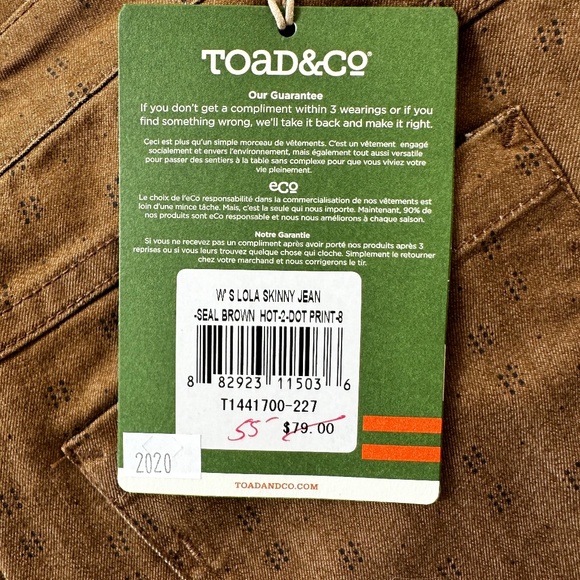 TOAD&CO®
Our Guarantee
If you don't get a compliment within 3 wearings or if you
find something wrong, we'll take it back and make it right.
Ceci est plus qu'un simple morceau de vêtements. C'est un vêtement engagé
socialement et envers l'environnement, mais également tout aussi versatile
pour passer des sentiers à la table sans complexe pour que vous viviez votre
vie pleinement.
eCO
Le choix de l'eCo responsabilité dans la commercialisation de nos vêtements est
loin d'une mince tâche. Mais, c'est la seule qui nous importe. Maintenant, 90% de
nos produits sont eCo responsable et nous nous améliorons à chaque saison.
Notre Garantie
Si vous ne recevez pas un compliment après avoir porté nos produits après 3
reprises ou si vous leurs trouvez quelque chose qui cloche. Simplement le retourner
chez votre marchand et nous corrigerons le tir.
W'S LOLA SKINNY JEAN
-SEAL BROWN HOT-2-DOT PRINT-8
8 82923 11503 6
T1441700-227
55 $79.00
2020
TOADANDCO.COM